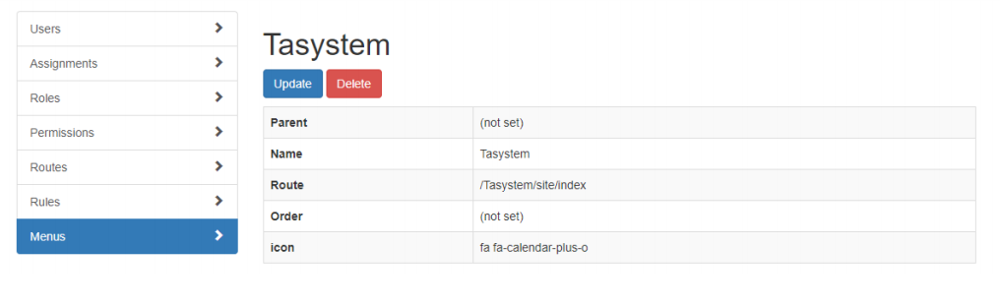 Users
Assignments
Roles
Permissions
Routes
Rules
Menus
Tasystem
Update Delete
Parent (not set)
Name Tasystem
Route /Tasystem/site/index
Order (not set)
icon fa fa-calendar-plus-o